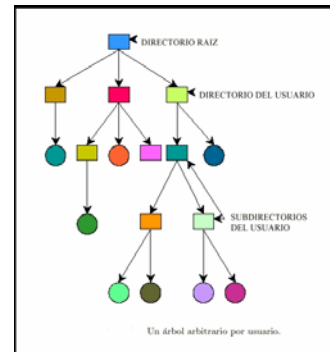 DIRECTORIO RAIZ
DIRECTORIO DEL USUARIO
SUBDIRECTORIOS
DEL USUARIO
Un árbol arbitrario por usuario.